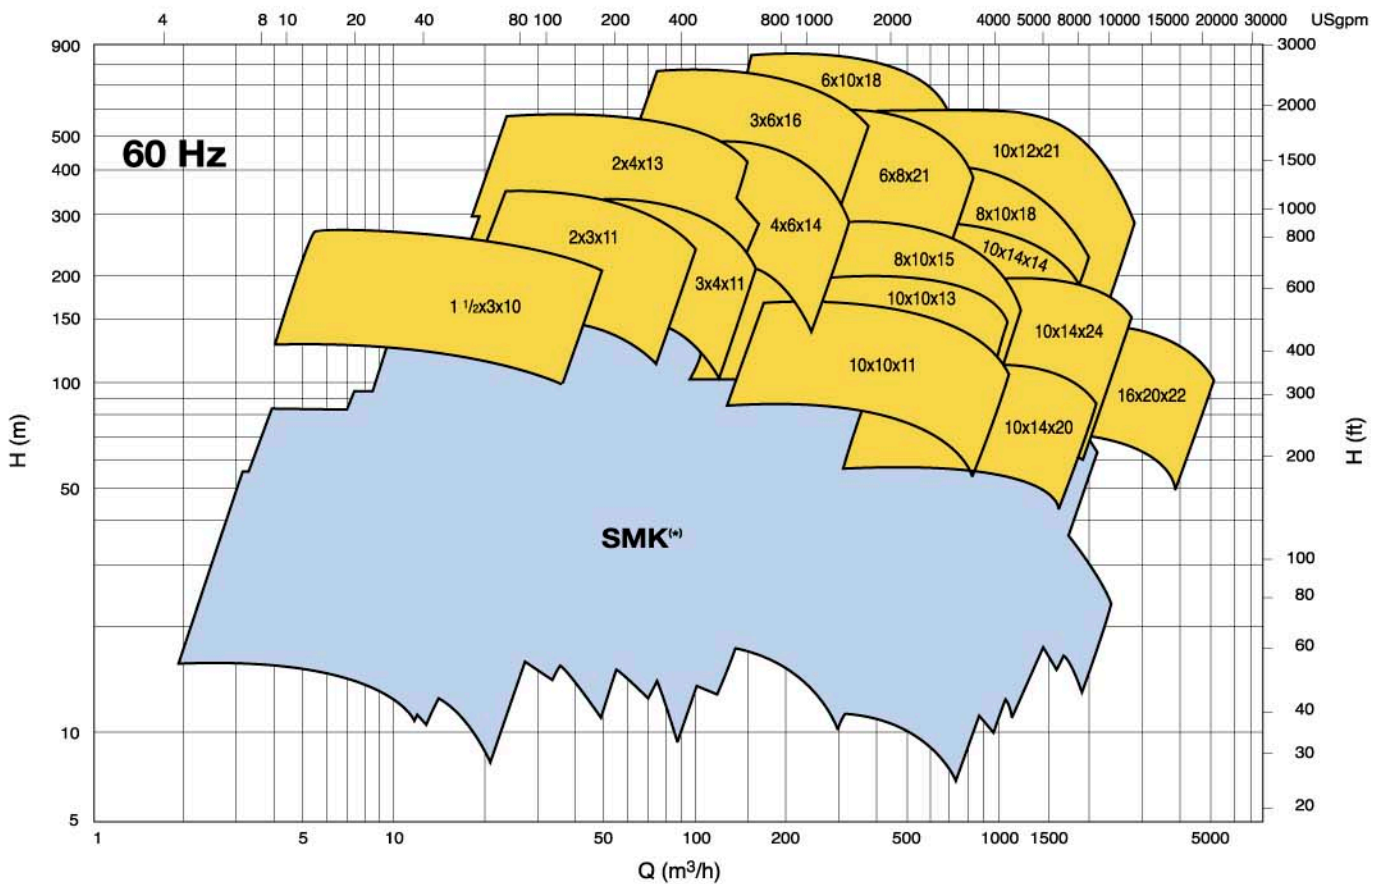 4 8 10 20 40 80 100 200 400 800 1000 2000 4000 5000 8000 10000 15000 20000 30000 USgpm
900 3000
6x10x18
2000
3x6x16
500
60 Hz
10x12x21
1500
2x4x13
400
6x8x21
300
8x10x18
1000
4x6x14
2x3x11
800
10x14x14
8x10x15
200
3x4x11
600
10x10x13
1 1/2x3x10
150
10x14x24
400
10x10x11
100
300
16x20x22
10x14x20
H (m)
H (ft)
200
50
SMK(*)
100
80
60
40
10
30
20
5
1 5 10 50 100 200 500 1000 1500 5000
Q (m³/h)